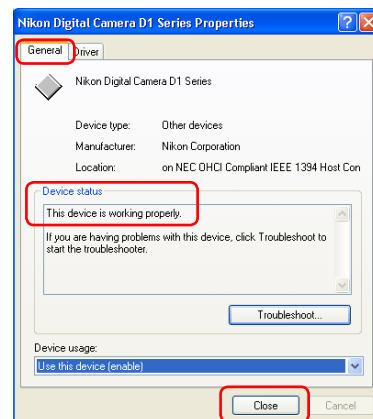 Nikon Digital Camera D1 Series Properties
General Driver
Nikon Digital Camera D1 Series
Device type: Other devices
Manufacturer: Nikon Corporation
Location: on NEC OHCI Compliant IEEE 1394 Host Con
Device status
This device is working properly.
If you are having problems with this device, click Troubleshoot to
start the troubleshooter.
Troubleshoot...
Device usage:
Use this device (enable)
Close Cancel